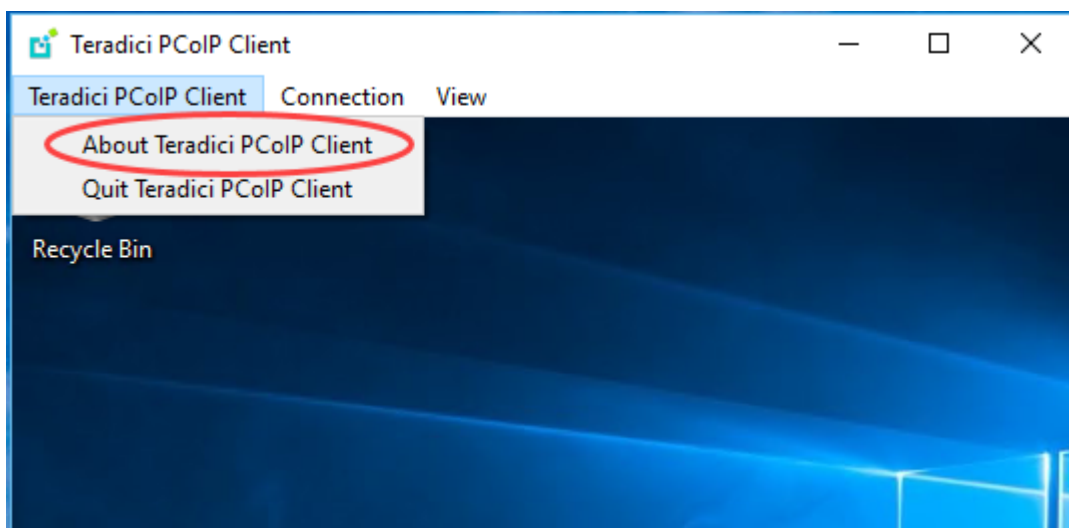 Teradici PCoIP Client
Teradici PCoIP Client Connection View
About Teradici PCoIP Client
Quit Teradici PCoIP Client
Recycle Bin